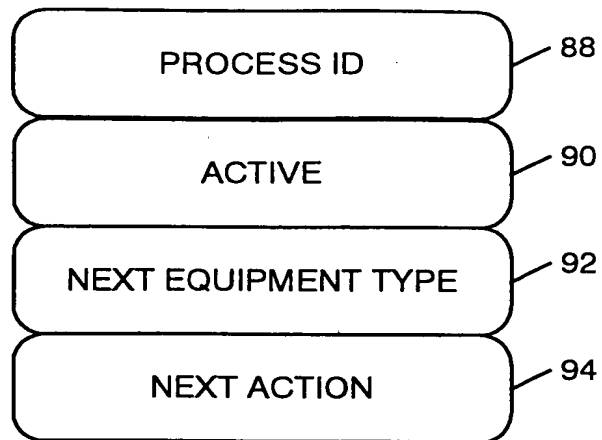 PROCESS ID 88
ACTIVE 90
NEXT EQUIPMENT TYPE 92
NEXT ACTION 94